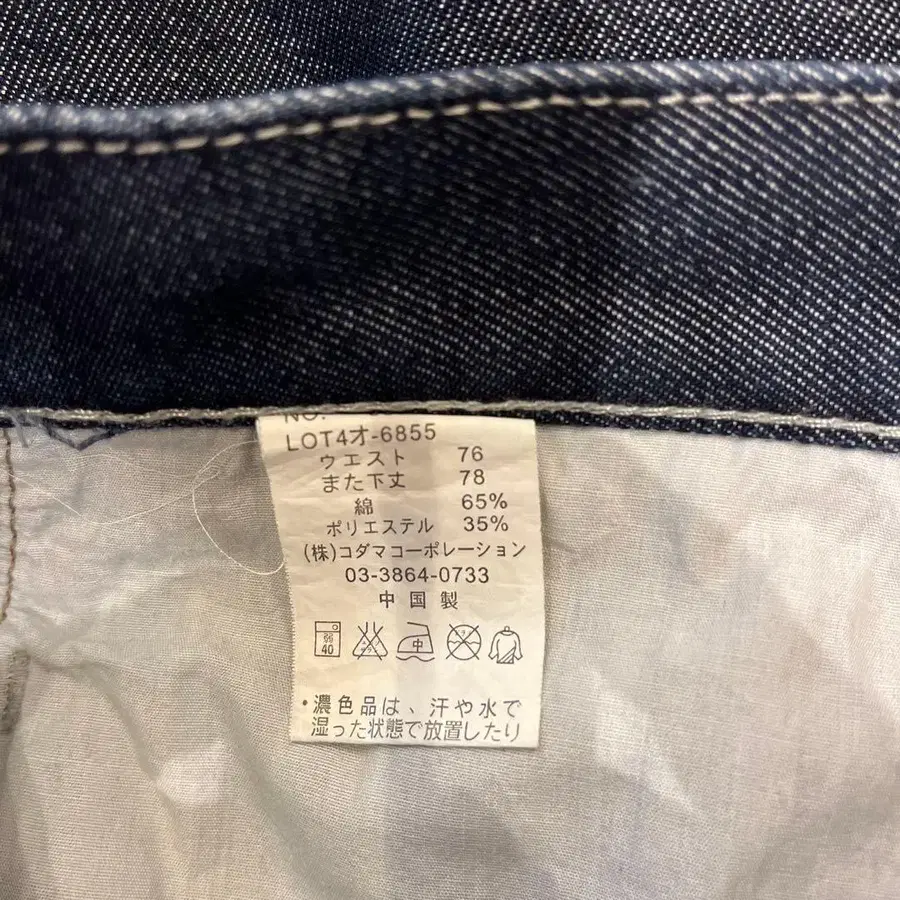 NO.
LOT4オ-6855
ウエスト 76
また下丈 78
綿 65%
ポリエステル 35%
(株)コダマコーポレーション
03-3864-0733
中国製
40
中
・濃色品は、汗や水で
湿った状態で放置したり